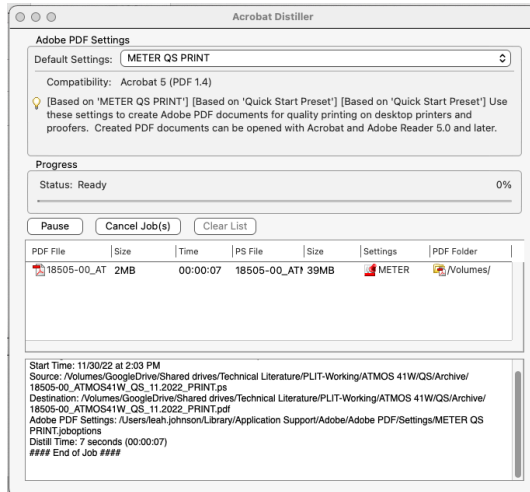 Acrobat Distiller
Adobe PDF Settings
Default Settings: METER QS PRINT
Compatibility: Acrobat 5 (PDF 1.4)
[Based on 'METER QS PRINT'] [Based on 'Quick Start Preset'] [Based on 'Quick Start Preset'] Use
these settings to create Adobe PDF documents for quality printing on desktop printers and
proofers. Created PDF documents can be opened with Acrobat and Adobe Reader 5.0 and later.
Progress
Status: Ready 0%
Pause Cancel Job(s) Clear List
PDF File Size Time PS File Size Settings PDF Folder
18505-00_AT 2MB 00:00:07 18505-00_ATM 39MB METER /Volumes/
Start Time: 11/30/22 at 2:03 PM
Source: /Volumes/GoogleDrive/Shared drives/Technical Literature/PLIT-Working/ATMOS 41W/QS/Archive/
18505-00_ATMOS41W_QS_11.2022_PRINT.ps
Destination: /Volumes/GoogleDrive/Shared drives/Technical Literature/PLIT-Working/ATMOS 41W/QS/Archive/
18505-00_ATMOS41W_QS_11.2022_PRINT.pdf
Adobe PDF Settings: /Users/leah.johnson/Library/Application Support/Adobe/Adobe PDF/Settings/METER QS
PRINT.joboptions
Distill Time: 7 seconds (00:00:07)
#### End of Job ####